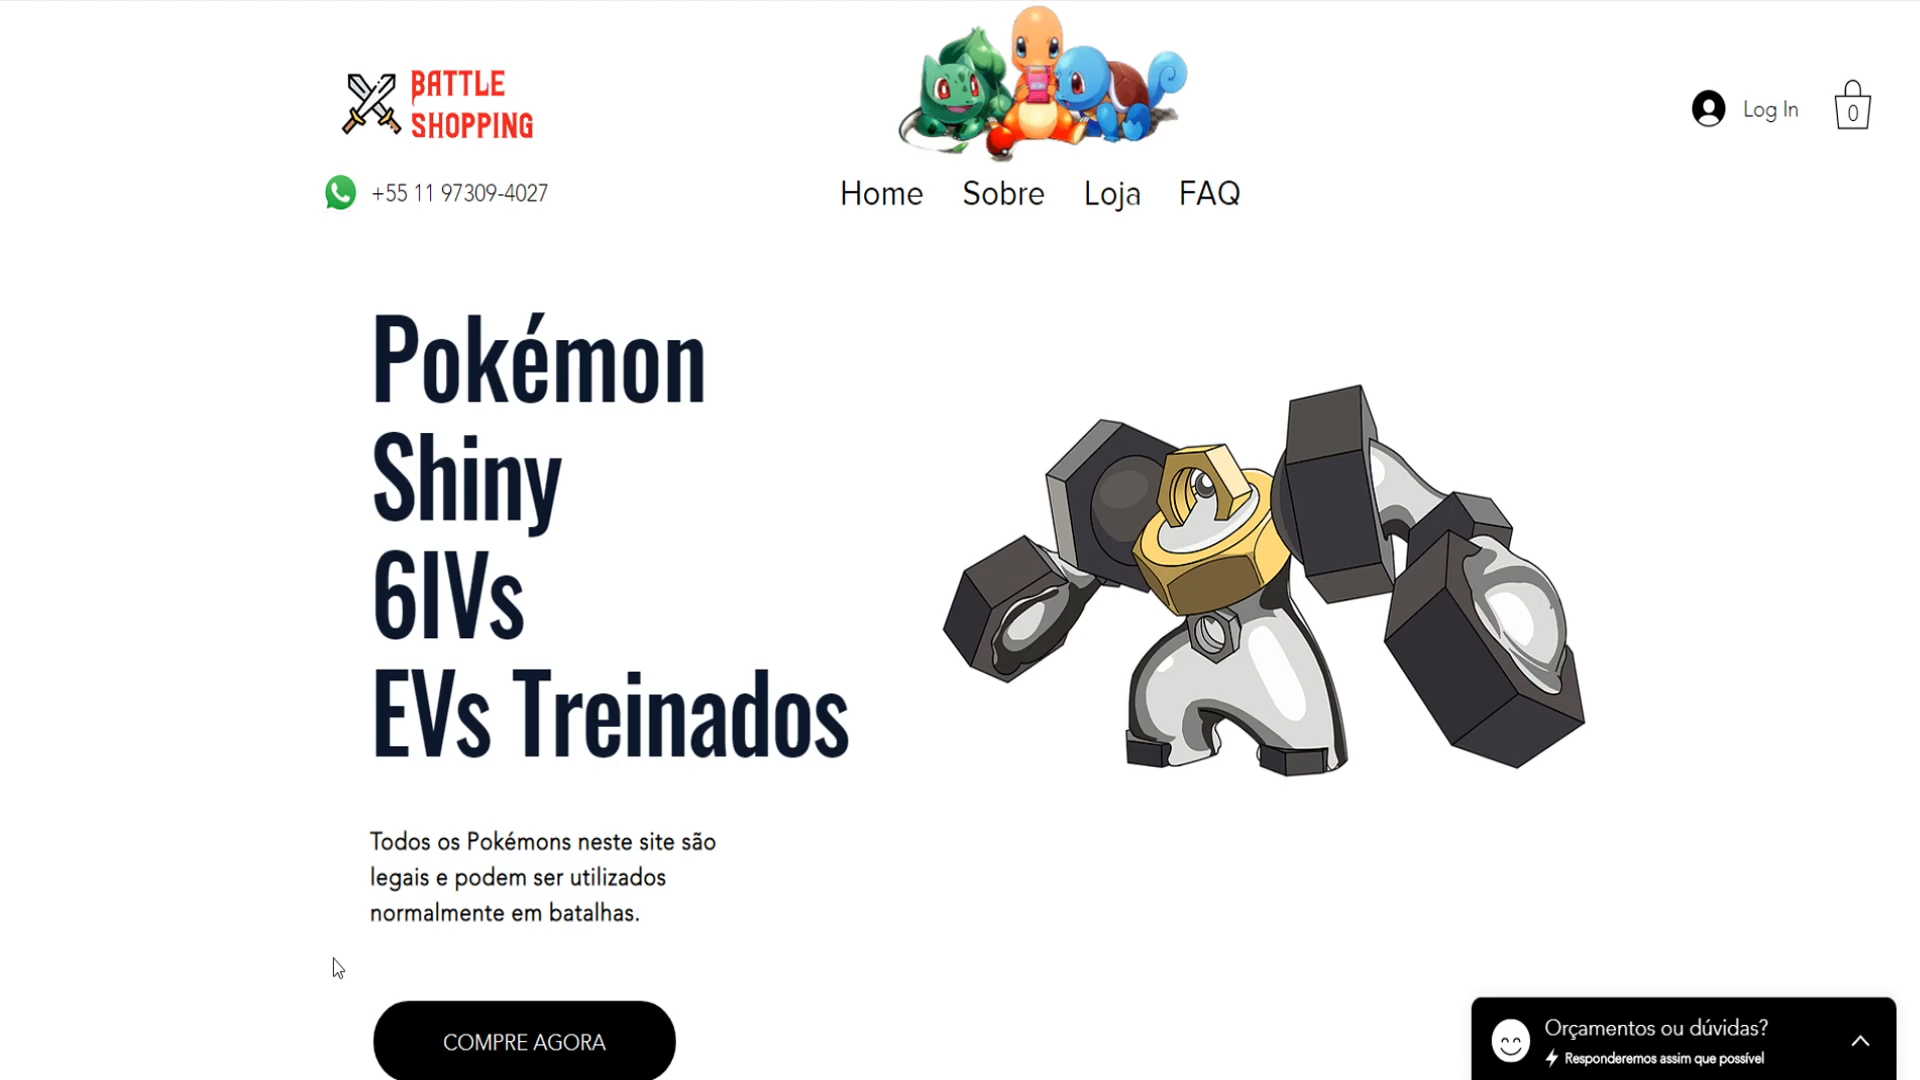 BATTLE
SHOPPING
+55 11 97309-4027
Home Sobre Loja FAQ
Log In
0
Pokémon
Shiny
6IVs
EVs Treinados
Todos os Pokémons neste site são
legais e podem ser utilizados
normalmente em batalhas.
COMPRE AGORA
Orçamentos ou dúvidas?
Responderemos assim que possível